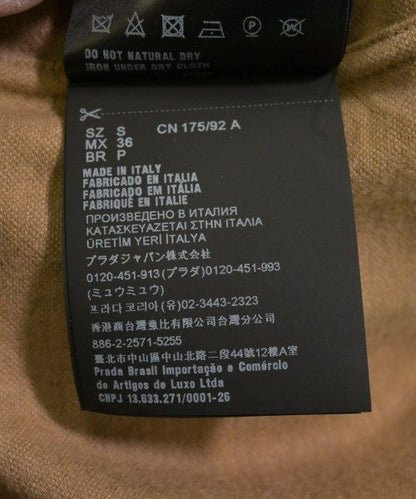 DO NOT NATURAL DRY
IRON UNDER DRY CLOTH
SZ S CN 175/92 A
MX 36
BR P
MADE IN ITALY
FABRICADO EN ITALIA
FABRICADO EM ITALIA
FABRIQUÉ EN ITALIE
ПРОИЗВЕДЕНО В ИТАЛИЯ
ΚΑΤΑΣΚΕΥΑΖΕΤΑΙ ΣΤΗΝ ΙΤΑΛΙΑ
ÜRETİM YERİ İTALYA
プラダジャパン株式会社
0120-451-913(プラダ)0120-451-993
(ミュウミュウ)
프라다 코리아(유)02-3443-2323
香港商台灣意比有限公司台灣分公司
886-2-2571-5255
臺北市中山區中山北路二段44號12樓A室
Prada Brasil Importação e Comércio
de Artigos de Luxo Ltda
CNPJ 13.633.271/0001-26